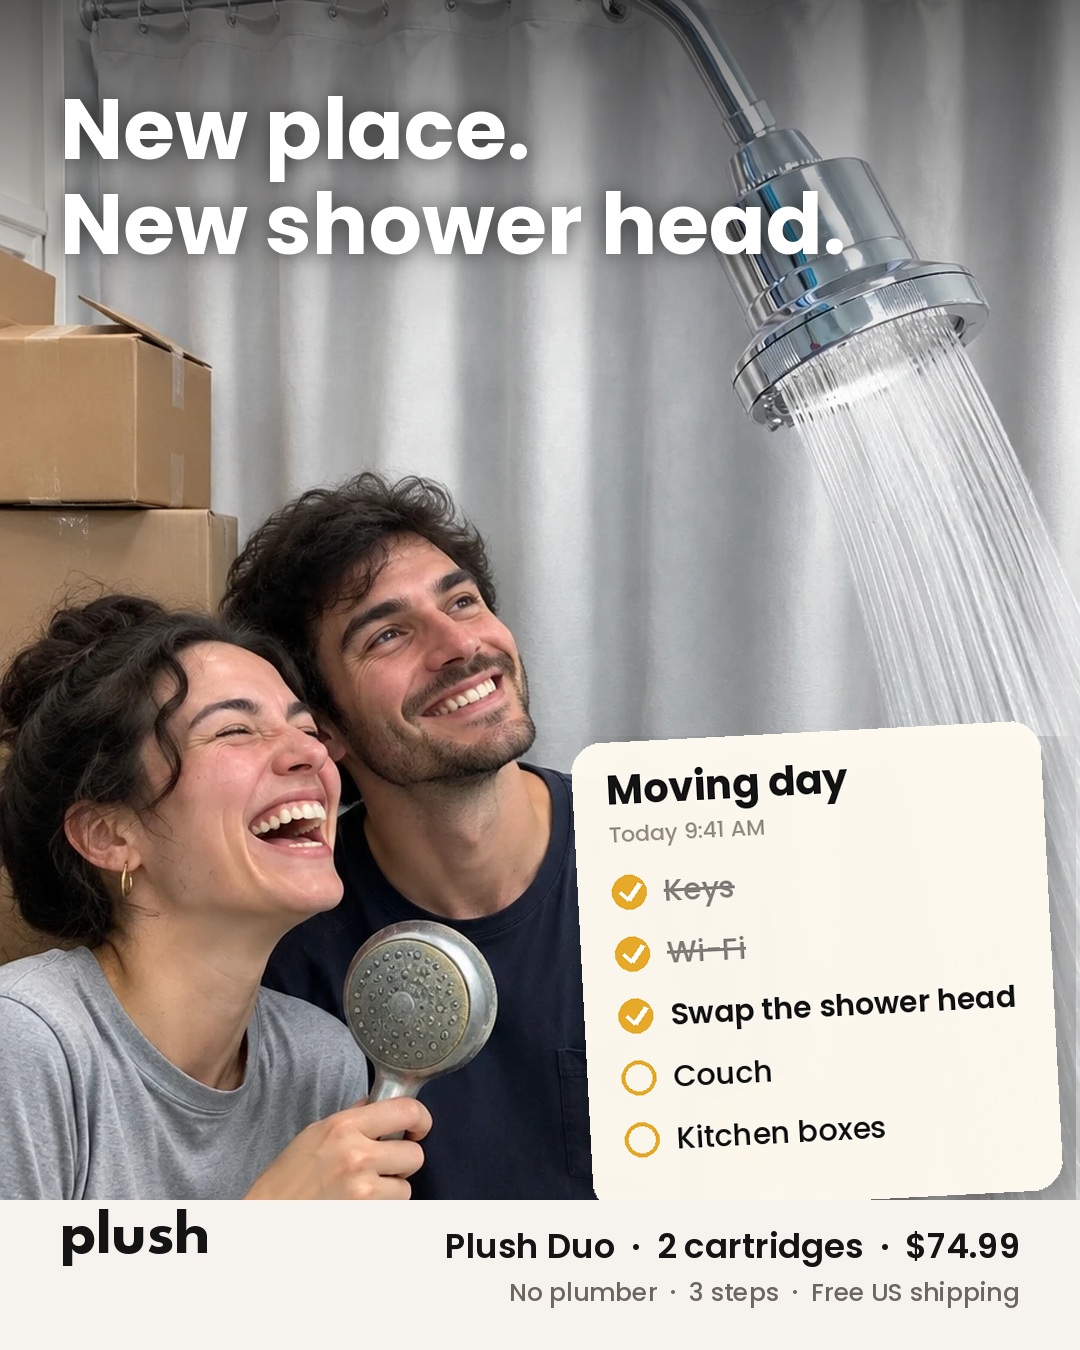 New place.
New shower head.
Moving day
Today 9:41 AM
Keys
Wi-Fi
Swap the shower head
Couch
Kitchen boxes
plush
Plush Duo · 2 cartridges · $74.99
No plumber · 3 steps · Free US shipping